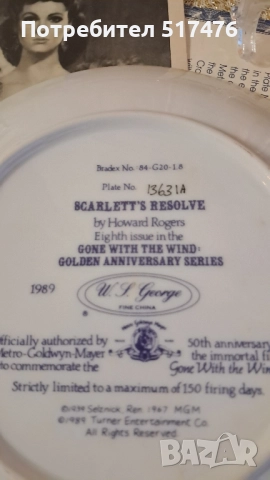 Потребител 517476
Bradex No. 84-G20-1.8
Plate No. 13631A
SCARLETT'S RESOLVE
by Howard Rogers
Eighth issue in the
GONE WITH THE WIND:
GOLDEN ANNIVERSARY SERIES
1989
W. S. George
FINE CHINA
®
officially authorized by
Metro-Goldwyn-Mayer
to commemorate the
50th anniversary
the immortal fi
Gone With the Win
Strictly limited to a maximum of 150 firing days.
©1939 Selznick, Ren. 1967 MGM
©1989 Turner Entertainment Co.
All Rights Reserved.
BAZAR
bg